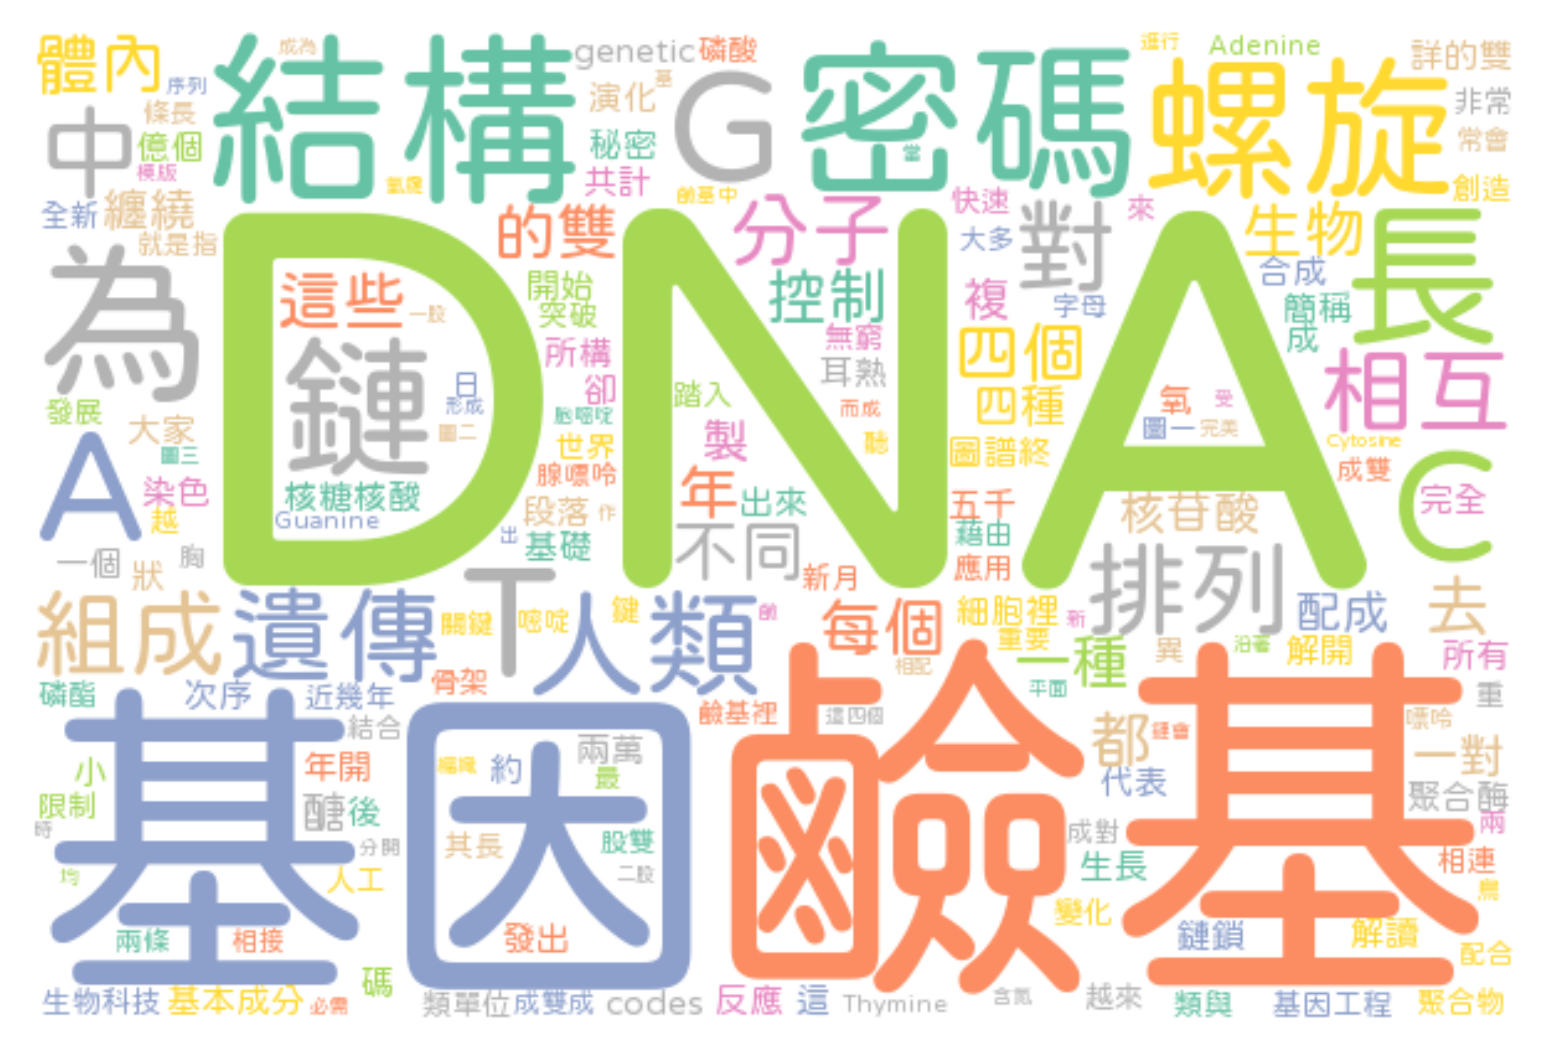 體內
成為
genetic
磷酸
進行
Adenine
詳的雙
序列
結構
演化
基
G
密碼
當
螺旋
非常
條長
中
億個
模版
秘密
共計
氫鍵
鹼基中
常會
創造
全新
纏繞
就是指
的雙
分子
快速
大多
對
來
生物
長
DNA
為
這些
一股
開始
突破
控制
複
字母
合成
簡稱
成
鏈
所構
無窮
耳熟
四個
相互
日
形成
圖二
卻
胞嘧啶
踏入
而成
四種
氧
受
圖一
完美
發展
大家
圖三
世界
製
聽
圖譜終
Cytosine
成雙
A
染色
越
核糖核酸
Guanine
腺嘌呤
年
出來
五千
核苷酸
C
完全
段落
作
出
基礎
不同
藉由
應用
排列
一個
狀
胸
T
新月
組成
遺傳
關鍵
嘧啶
人類
鍵
每個
細胞裡
重要
新
配成
去
一種
異
沿著
解開
所有
骨架
相配
平面
磷酯
次序
近幾年
鹼基裡
這四個
重
基因
鹼基
結合
兩萬
約
最
都
鏈會
嘌呤
一對
小
年開
代表
限制
醣
後
聚合酶
兩
時
其長
股雙
成對
分開
二股
生長
相連
均
人工
變化
鳥
兩條
相接
發出
鏈鎖
解讀
配合
碼
生物科技
基本成分
必需
類單位
成雙成
codes
反應
這
Thymine
含氮
越來
類與
基因工程
聚合物